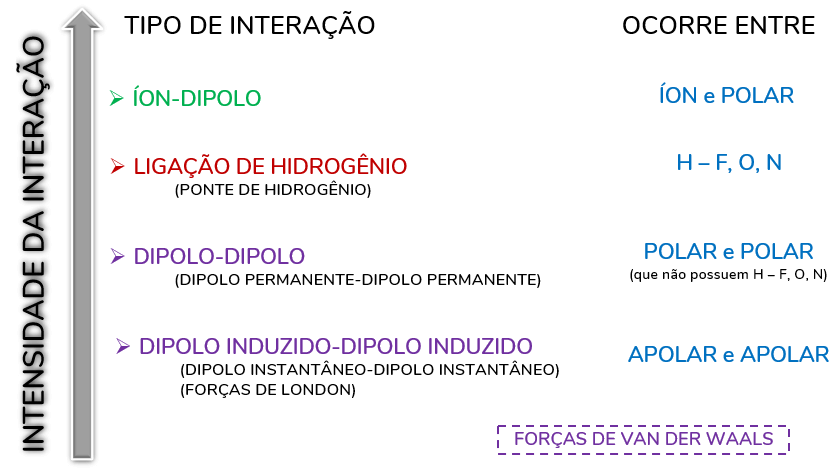 INTENSIDADE DA INTERAÇÃO
TIPO DE INTERAÇÃO
OCORRE ENTRE
ÍON-DIPOLO
ÍON e POLAR
LIGAÇÃO DE HIDROGÊNIO
(PONTE DE HIDROGÊNIO)
H – F, O, N
DIPOLO-DIPOLO
(DIPOLO PERMANENTE-DIPOLO PERMANENTE)
POLAR e POLAR
(que não possuem H – F, O, N)
DIPOLO INDUZIDO-DIPOLO INDUZIDO
(DIPOLO INSTANTÂNEO-DIPOLO INSTANTÂNEO)
(FORÇAS DE LONDON)
APOLAR e APOLAR
FORÇAS DE VAN DER WAALS